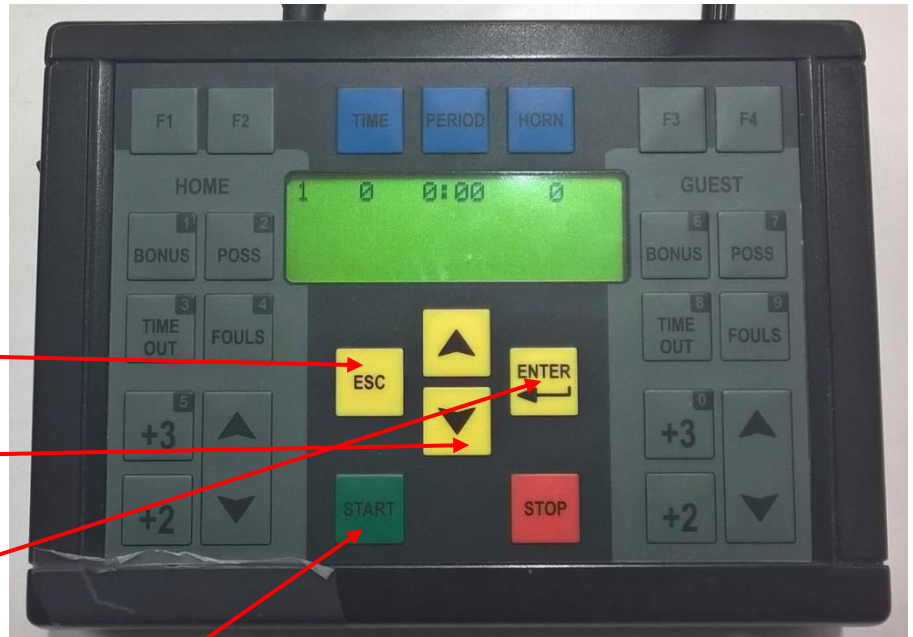 F1 F2 TIME PERIOD HORN F3 F4
HOME
GUEST
1 0 0:00 0
1 2
BONUS POSS
6 7
BONUS POSS
3 4
TIME OUT FOULS
8 9
TIME OUT FOULS
ESC
ENTER
5
+3
0
+3
+2
START
STOP
+2